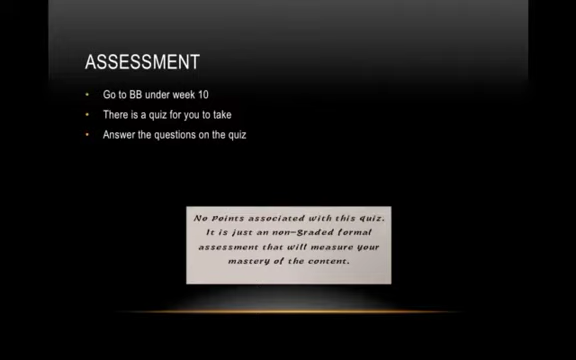 ASSESSMENT
• Go to BB under week 10
• There is a quiz for you to take
• Answer the questions on the quiz
No Points associated with this Quiz.
It is just an non-graded formal
assessment that will measure your
mastery of the content.